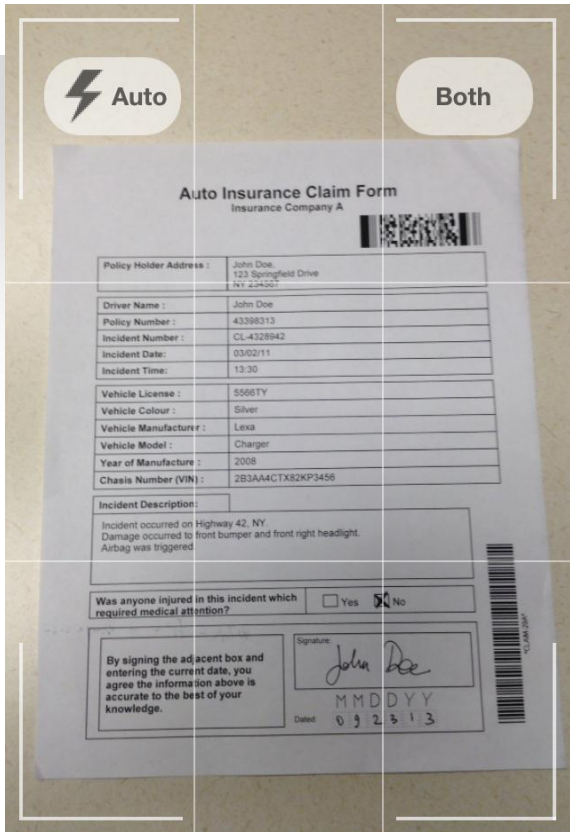 Auto
Both
Auto Insurance Claim Form
Insurance Company A
Policy Holder Address : John Doe,
123 Springfield Drive
NY 234567
Driver Name : John Doe
Policy Number : 43398313
Incident Number : CL-4328942
Incident Date: 03/02/11
Incident Time: 13:30
Vehicle License : 5566TY
Vehicle Colour : Silver
Vehicle Manufacturer : Lexa
Vehicle Model : Charger
Year of Manufacture : 2008
Chasis Number (VIN) : 2B3AA4CTX82KP3456
Incident Description:
Incident occurred on Highway 42, NY.
Damage occurred to front bumper and front right headlight.
Airbag was triggered.
Was anyone injured in this incident which
required medical attention?
Yes No
By signing the adjacent box and
entering the current date, you
agree the information above is
accurate to the best of your
knowledge.
Signature:
John Doe
MMDDYY
Dated: 092313